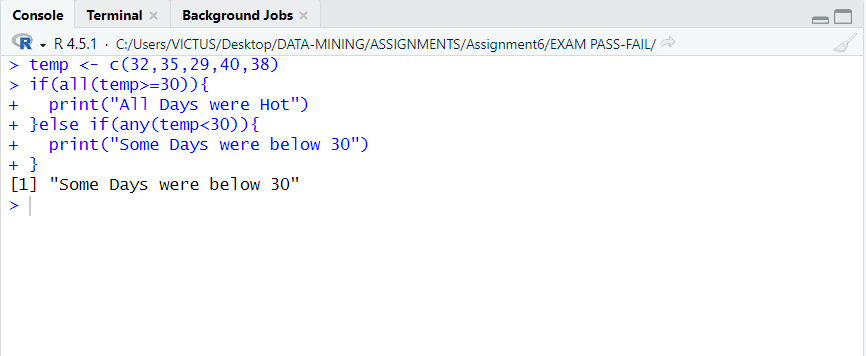 Console Terminal Background Jobs
R R 4.5.1 · C:/Users/VICTUS/Desktop/DATA-MINING/ASSIGNMENTS/Assignment6/EXAM PASS-FAIL/
> temp <- c(32,35,29,40,38)
> if(all(temp>=30)){
+   print("All Days were Hot")
+ }else if(any(temp<30)){
+   print("Some Days were below 30")
+ }
[1] "Some Days were below 30"
>